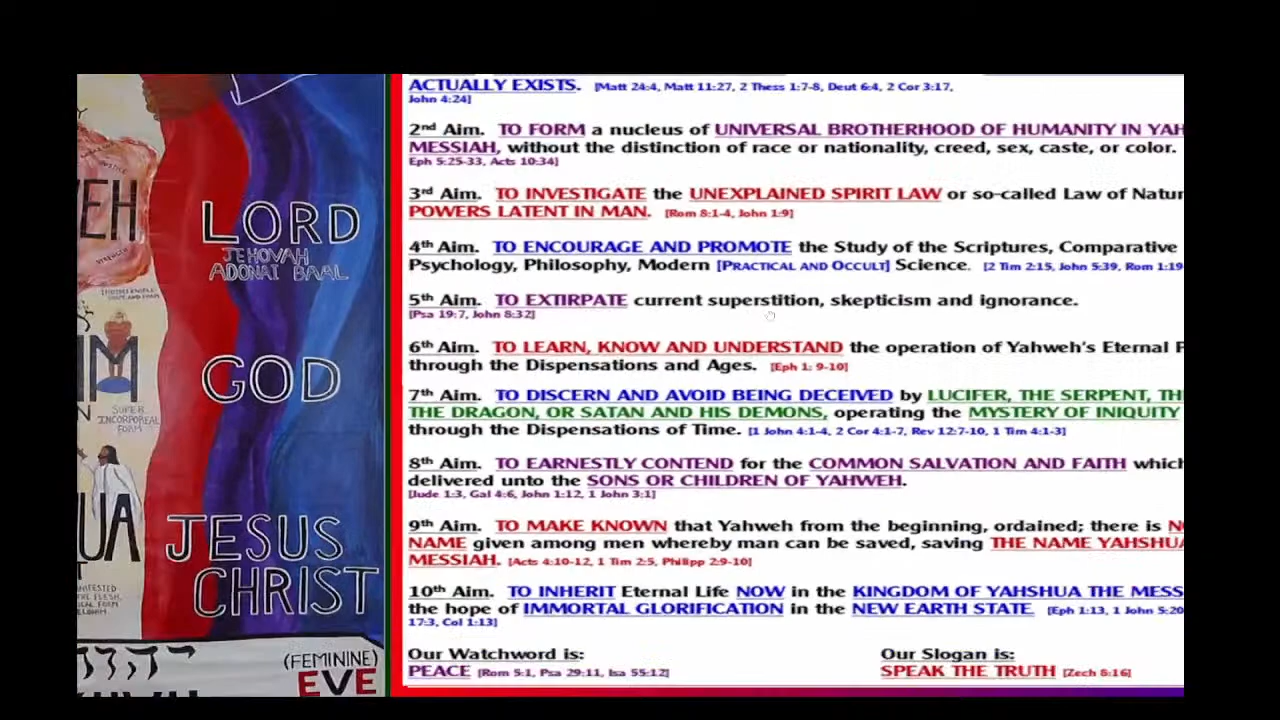 EH
LORD
JEHOVAH
ADONAI BAAL
STRENGTH
M
GOD
N
SUPER
INCORPOREAL
FORM
UA
JESUS
CHRIST
T
(FEMININE)
EVE
ACTUALLY EXISTS. [Matt 24:4, Matt 11:27, 2 Thess 1:7-8, Deut 6:4, 2 Cor 3:17,
John 4:24]
2nd Aim. TO FORM a nucleus of UNIVERSAL BROTHERHOOD OF HUMANITY IN YAH
MESSIAH, without the distinction of race or nationality, creed, sex, caste, or color.
Eph 5:25-33, Acts 10:34]
3rd Aim. TO INVESTIGATE the UNEXPLAINED SPIRIT LAW or so-called Law of Natur
POWERS LATENT IN MAN. [Rom 8:1-4, John 1:9]
4th Aim. TO ENCOURAGE AND PROMOTE the Study of the Scriptures, Comparative
Psychology, Philosophy, Modern [PRACTICAL AND OCCULT] Science. [2 Tim 2:15, John 5:39, Rom 1:19
5th Aim. TO EXTIRPATE current superstition, skepticism and ignorance.
[Psa 19:7, John 8:32]
6th Aim. TO LEARN, KNOW AND UNDERSTAND the operation of Yahweh's Eternal P
through the Dispensations and Ages. [Eph 1: 9-10]
7th Aim. TO DISCERN AND AVOID BEING DECEIVED by LUCIFER, THE SERPENT, TH
THE DRAGON, OR SATAN AND HIS DEMONS, operating the MYSTERY OF INIQUITY
through the Dispensations of Time. [1 John 4:1-4, 2 Cor 4:1-7, Rev 12:7-10, 1 Tim 4:1-3]
8th Aim. TO EARNESTLY CONTEND for the COMMON SALVATION AND FAITH which
delivered unto the SONS OR CHILDREN OF YAHWEH.
[Jude 1:3, Gal 4:6, John 1:12, 1 John 3:1]
9th Aim. TO MAKE KNOWN that Yahweh from the beginning, ordained; there is N
NAME given among men whereby man can be saved, saving THE NAME YAHSHUA
MESSIAH. [Acts 4:10-12, 1 Tim 2:5, Philipp 2:9-10]
10th Aim. TO INHERIT Eternal Life NOW in the KINGDOM OF YAHSHUA THE MESS
the hope of IMMORTAL GLORIFICATION in the NEW EARTH STATE. [Eph 1:13, 1 John 5:20
17:3, Col 1:13]
Our Watchword is:
PEACE [Rom 5:1, Psa 29:11, Isa 55:12]
Our Slogan is:
SPEAK THE TRUTH [Zech 8:16]